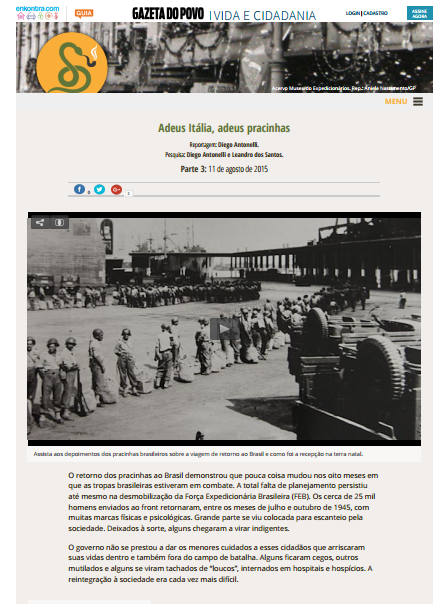 enkontra.com
GUIA
GAZETA DO POVO | VIDA E CIDADANIA
LOGIN | CADASTRO
ASSINE
AGORA
Acervo Museu do Expedicionários. Rep.: Aniele Nascimento/GP
MENU
Adeus Itália, adeus pracinhas
Reportagem: Diego Antonelli.
Pesquisa: Diego Antonelli e Leandro dos Santos.
Parte 3: 11 de agosto de 2015
Assista aos depoimentos dos pracinhas brasileiros sobre a viagem de retorno ao Brasil e como foi a recepção na terra natal.
O retorno dos pracinhas ao Brasil demonstrou que pouca coisa mudou nos oito meses em
que as tropas brasileiras estiveram em combate. A total falta de planejamento persistiu
até mesmo na desmobilização da Força Expedicionária Brasileira (FEB). Os cerca de 25 mil
homens enviados ao front retornaram, entre os meses de julho e outubro de 1945, com
muitas marcas físicas e psicológicas. Grande parte se viu colocada para escanteio pela
sociedade. Deixados à sorte, alguns chegaram a virar indigentes.
O governo não se prestou a dar os menores cuidados a esses cidadãos que arriscaram
suas vidas dentro e também fora do campo de batalha. Alguns ficaram cegos, outros
mutilados e alguns se viram tachados de “loucos”, internados em hospitais e hospícios. A
reintegração à sociedade era cada vez mais difícil.